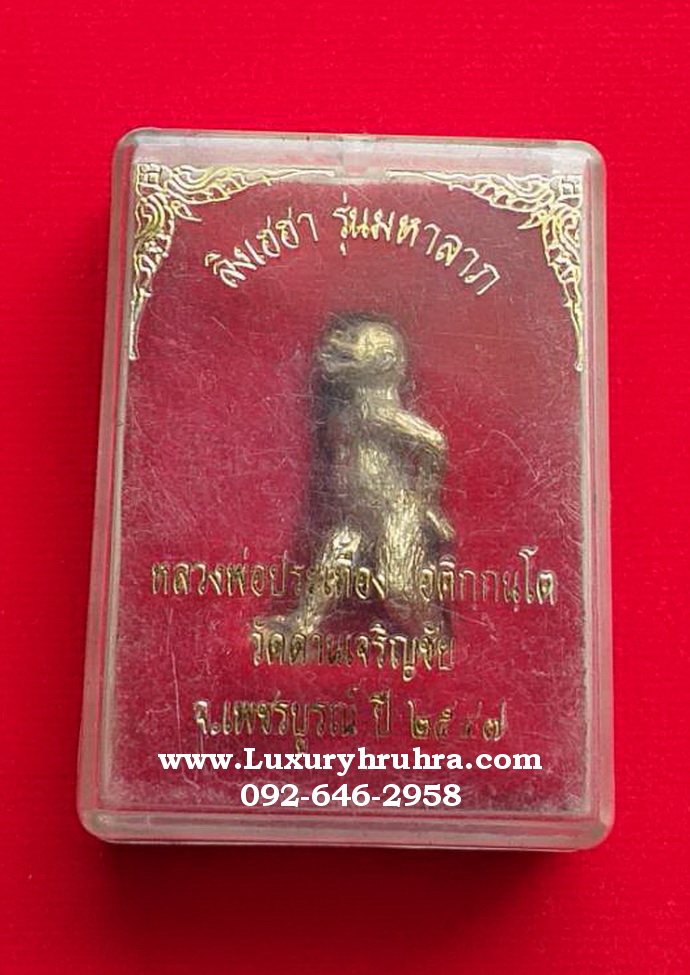 ลิงเฮฮา รุ่นมหาลาภ
หลวงพ่อประเทือง อติกฺกนฺโต
วัดด่านเจริญชัย
จ.เพชรบูรณ์ ปี ๒๕๔๗
www.Luxuryhruhra.com
092-646-2958